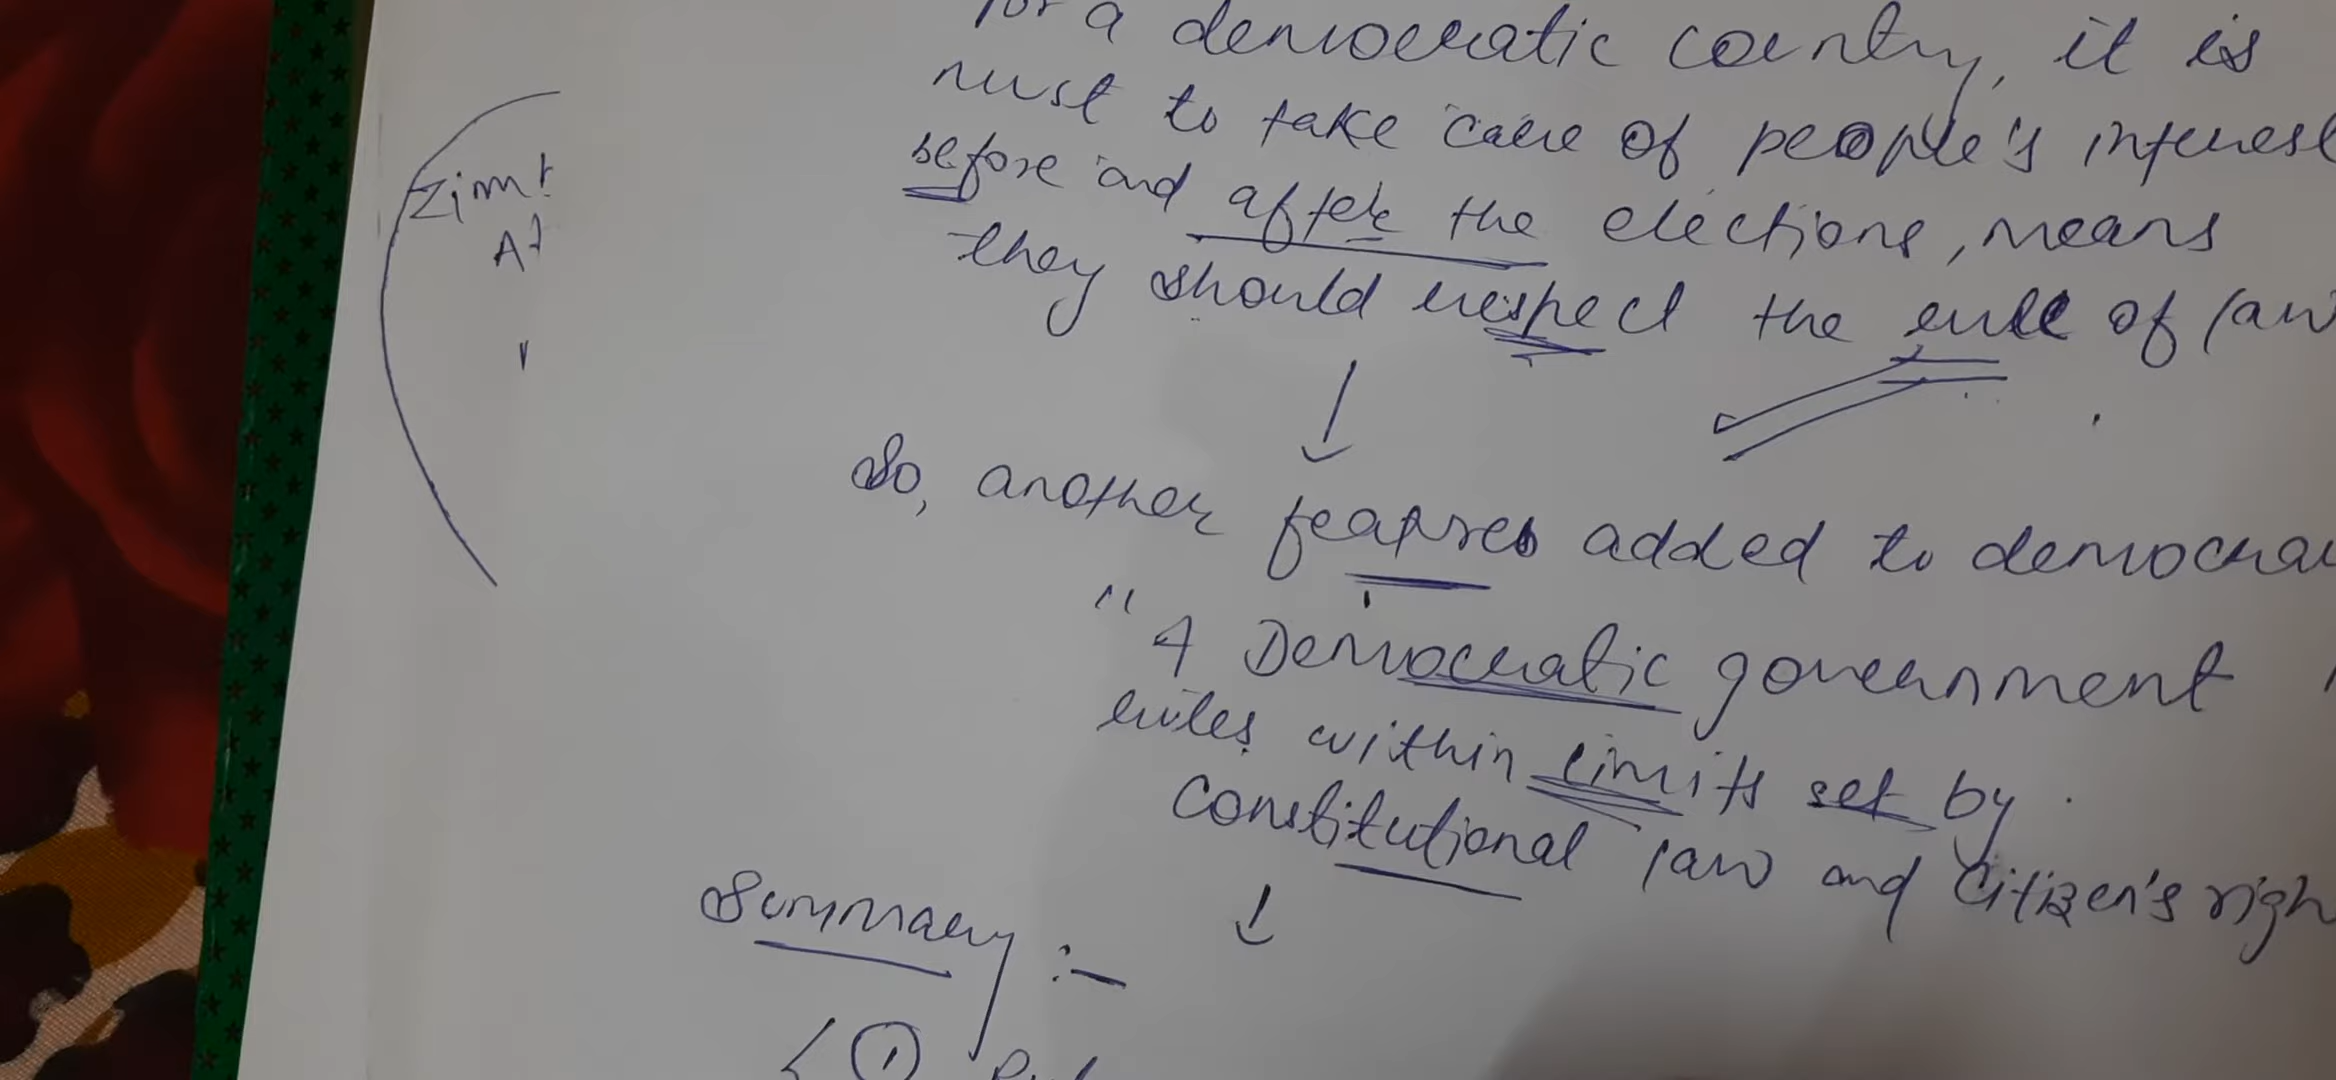 for a democratic country, it is
must to take care of people's interest
before and after the elections, means
they should respect the rule of law
So, another features added to democra
" A Democratic government
rules within limits set by
constitutional law and citizen's righ
Summary :-
1